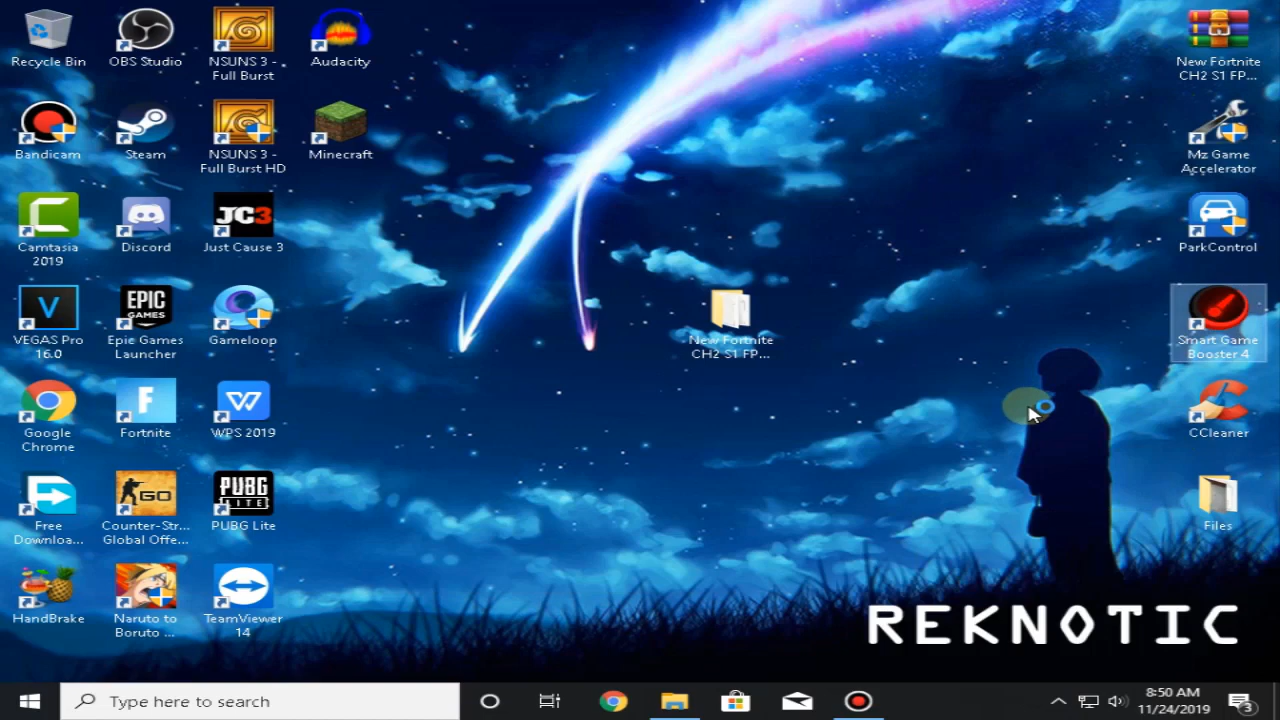 Recycle Bin
OBS Studio
NSUNS 3 -
Full Burst
Audacity
New Fortnite
CH2 S1 FP...
Bandicam
Steam
NSUNS 3 -
Full Burst HD
Minecraft
Mz Game
Accelerator
Camtasia
2019
Discord
JC3
Just Cause 3
ParkControl
V
VEGAS Pro
16.0
EPIC
GAMES
Epic Games
Launcher
Gameloop
New Fortnite
CH2 S1 FP...
Smart Game
Booster 4
Google
Chrome
F
Fortnite
W
WPS 2019
CCleaner
Free
Downloa...
GO
Counter-Str...
Global Offe...
PUBG
LITE
PUBG Lite
Files
HandBrake
Naruto to
Boruto ...
TeamViewer
14
REKNOTIC
Type here to search
8:50 AM
11/24/2019
3